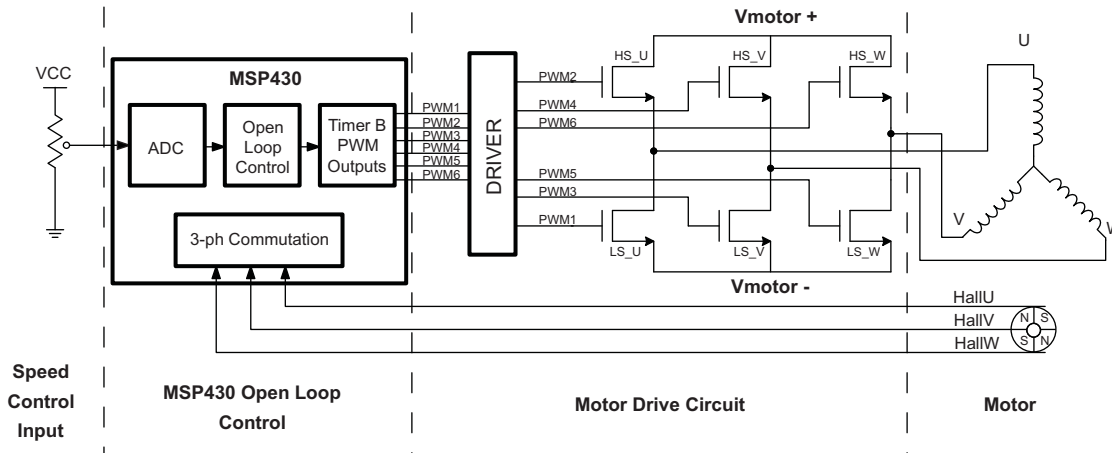 Vmotor +
U
HS_U
HS_V
HS_W
VCC
MSP430
PWM2
PWM1
PWM2
PWM3
PWM4
PWM5
PWM6
PWM4
PWM6
ADC
Open
Loop
Control
Timer B
PWM
Outputs
DRIVER
PWM5
PWM3
PWM1
V
W
3-ph Commutation
LS_U
LS_V
LS_W
Vmotor -
HallU
HallV
HallW
N S
S N
Speed
Control
Input
MSP430 Open Loop
Control
Motor Drive Circuit
Motor